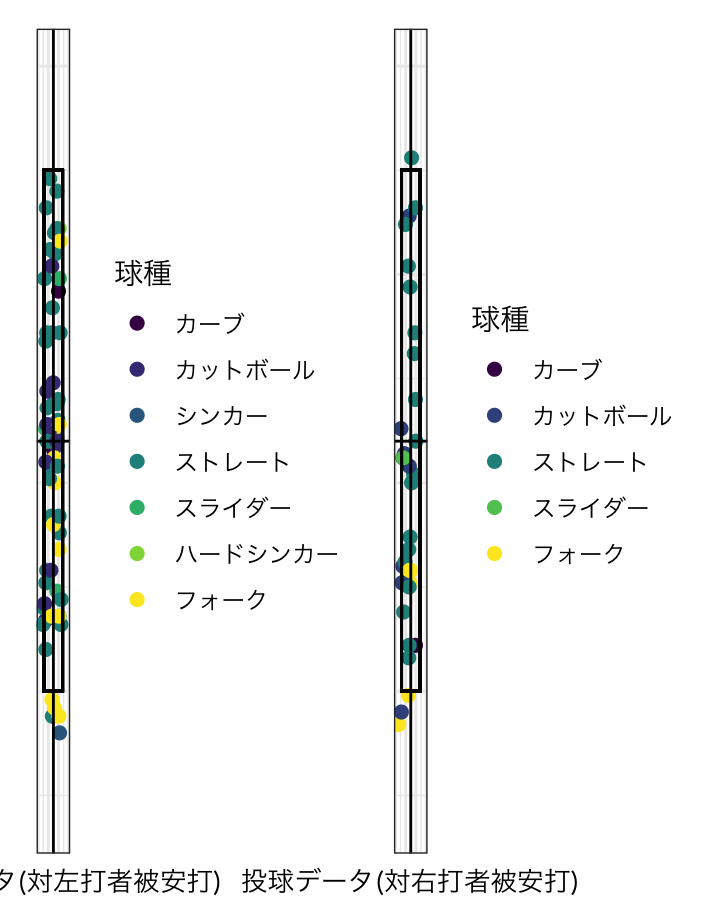 球種
カーブ
カットボール
シンカー
ストレート
スライダー
ハードシンカー
フォーク
球種
カーブ
カットボール
ストレート
スライダー
フォーク
タ(対左打者被安打)
投球データ(対右打者被安打)